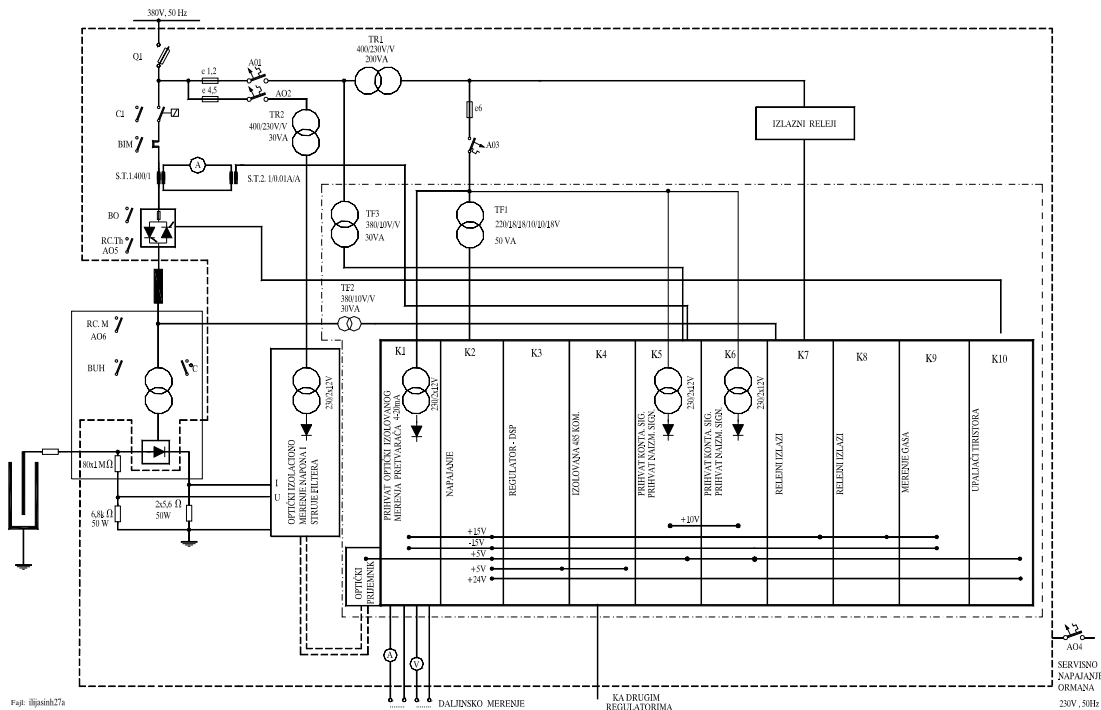 380V, 50 Hz
Q1
e 1,2
A01
e 4,5
AO2
TR1
400/230V/V
200VA
TR2
400/230V/V
30VA
e6
A03
IZLAZNI RELEJI
C1
BIM
A
S.T.1.400/1
S.T.2. 1/0.01A/A
BO
RC.Th
AO5
TF3
380/10V/V
30VA
TF1
220/18/18/10/10/18V
50 VA
TF2
380/10V/V
30VA
RC. M
AO6
BUH
°C
230/2x12V
OPTIČKI IZOLACIONO
MERENJE NAPONA I
STRUJE FILTERA
I
U
80x1MΩ
6,8k Ω
50 W
2x5,6 Ω
50W
K1
K2
K3
K4
K5
K6
K7
K8
K9
K10
230/2x12V
230/2x12V
230/2x12V
PRIHVAT OPTIČKI IZOLOVANOG
MERENJA PRETVARAČA 4-20mA
NAPAJANJE
REGULATOR - DSP
IZOLOVANA 485 KOM.
PRIHVAT KONTA. SIG.
PRIHVAT NAIZM. SIGN.
PRIHVAT KONTA. SIG.
PRIHVAT NAIZM. SIGN.
RELEJNI IZLAZI
RELEJNI IZLAZI
MERENJE GASA
UPALJAČI TIRISTORA
+10V
+15V
-15V
+5V
+5V
+24V
OPTIČKI
PRIJEMNIK
A
V
DALJINSKO MERENJE
KA DRUGIM
REGULATORIMA
AO4
SERVISNO
NAPAJANJE
ORMANA
230V , 50Hz
Fajl: ilijasinh27a